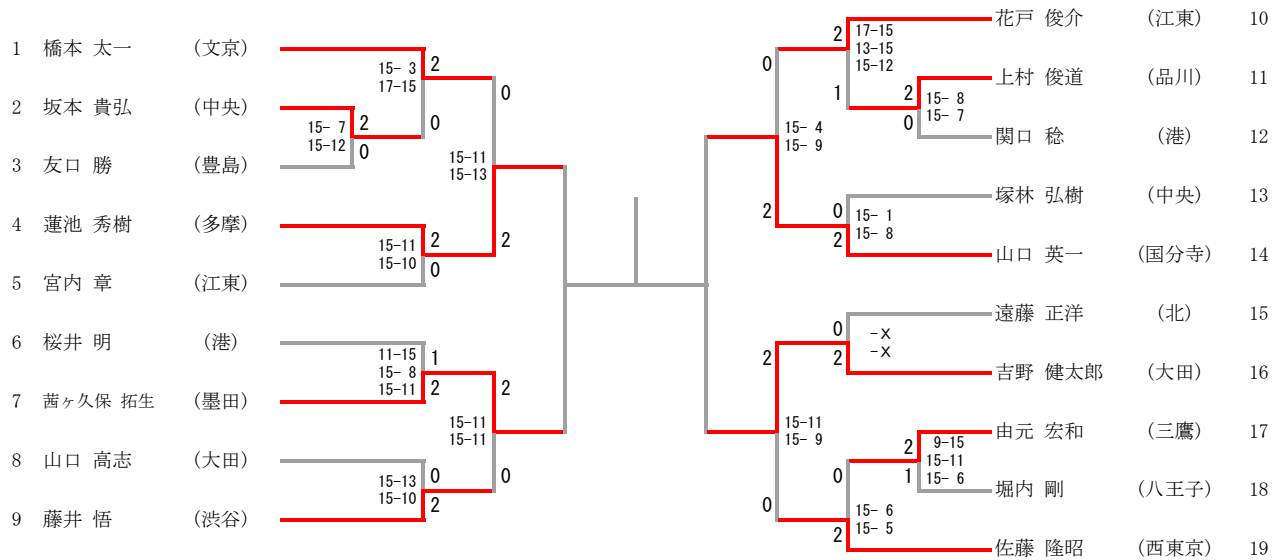 1 橋本 太一 (文京)
2 坂本 貴弘 (中央)
3 友口 勝 (豊島)
4 蓮池 秀樹 (多摩)
5 宮内 章 (江東)
6 桜井 明 (港)
7 茜ヶ久保 拓生 (墨田)
8 山口 高志 (大田)
9 藤井 悟 (渋谷)
15- 3
17-15
2
0
15- 7
15-12
2
0
0
15-11
15-13
2
15-11
15-10
2
0
11-15
15- 8
15-11
1
2
2
15-11
15-11
0
15-13
15-10
0
2
花戸 俊介 (江東) 10
上村 俊道 (品川) 11
関口 稔 (港) 12
塚林 弘樹 (中央) 13
山口 英一 (国分寺) 14
遠藤 正洋 (北) 15
吉野 健太郎 (大田) 16
由元 宏和 (三鷹) 17
堀内 剛 (八王子) 18
佐藤 隆昭 (西東京) 19
2
17-15
13-15
15-12
1
2
15- 8
15- 7
0
0
15- 4
15- 9
2
0
15- 1
15- 8
2
0
-X
-X
2
2
15-11
15- 9
0
2
9-15
15-11
15- 6
1
0
15- 6
15- 5
2